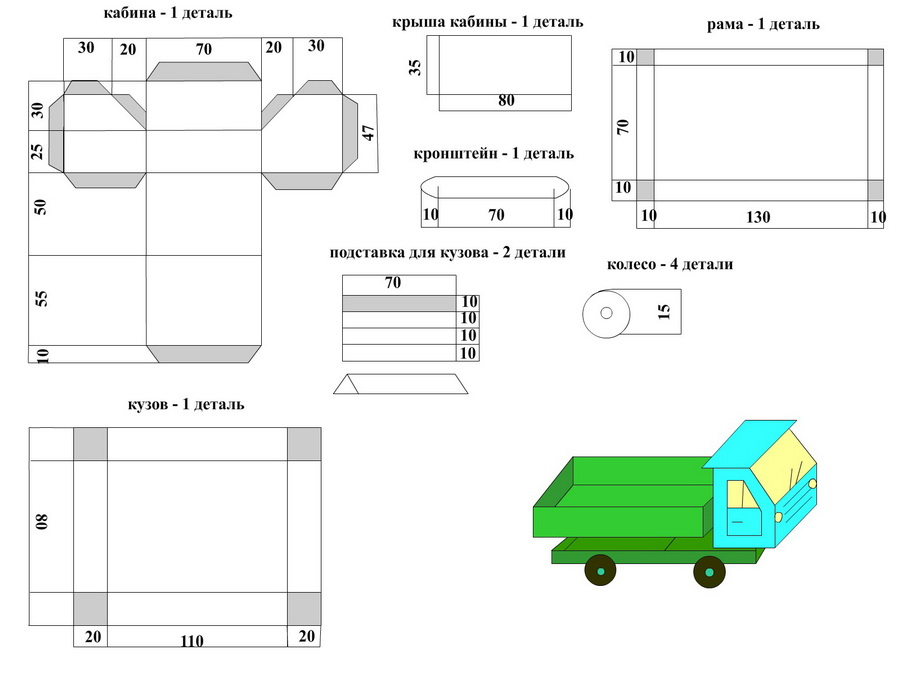 кабина - 1 деталь
30 20 70 20 30
30
25
47
50
55
10
крыша кабины - 1 деталь
35
80
рама - 1 деталь
10
70
10
10 130 10
кронштейн - 1 деталь
10 70 10
подставка для кузова - 2 детали
70
10
10
10
10
колесо - 4 детали
15
кузов - 1 деталь
80
20 110 20